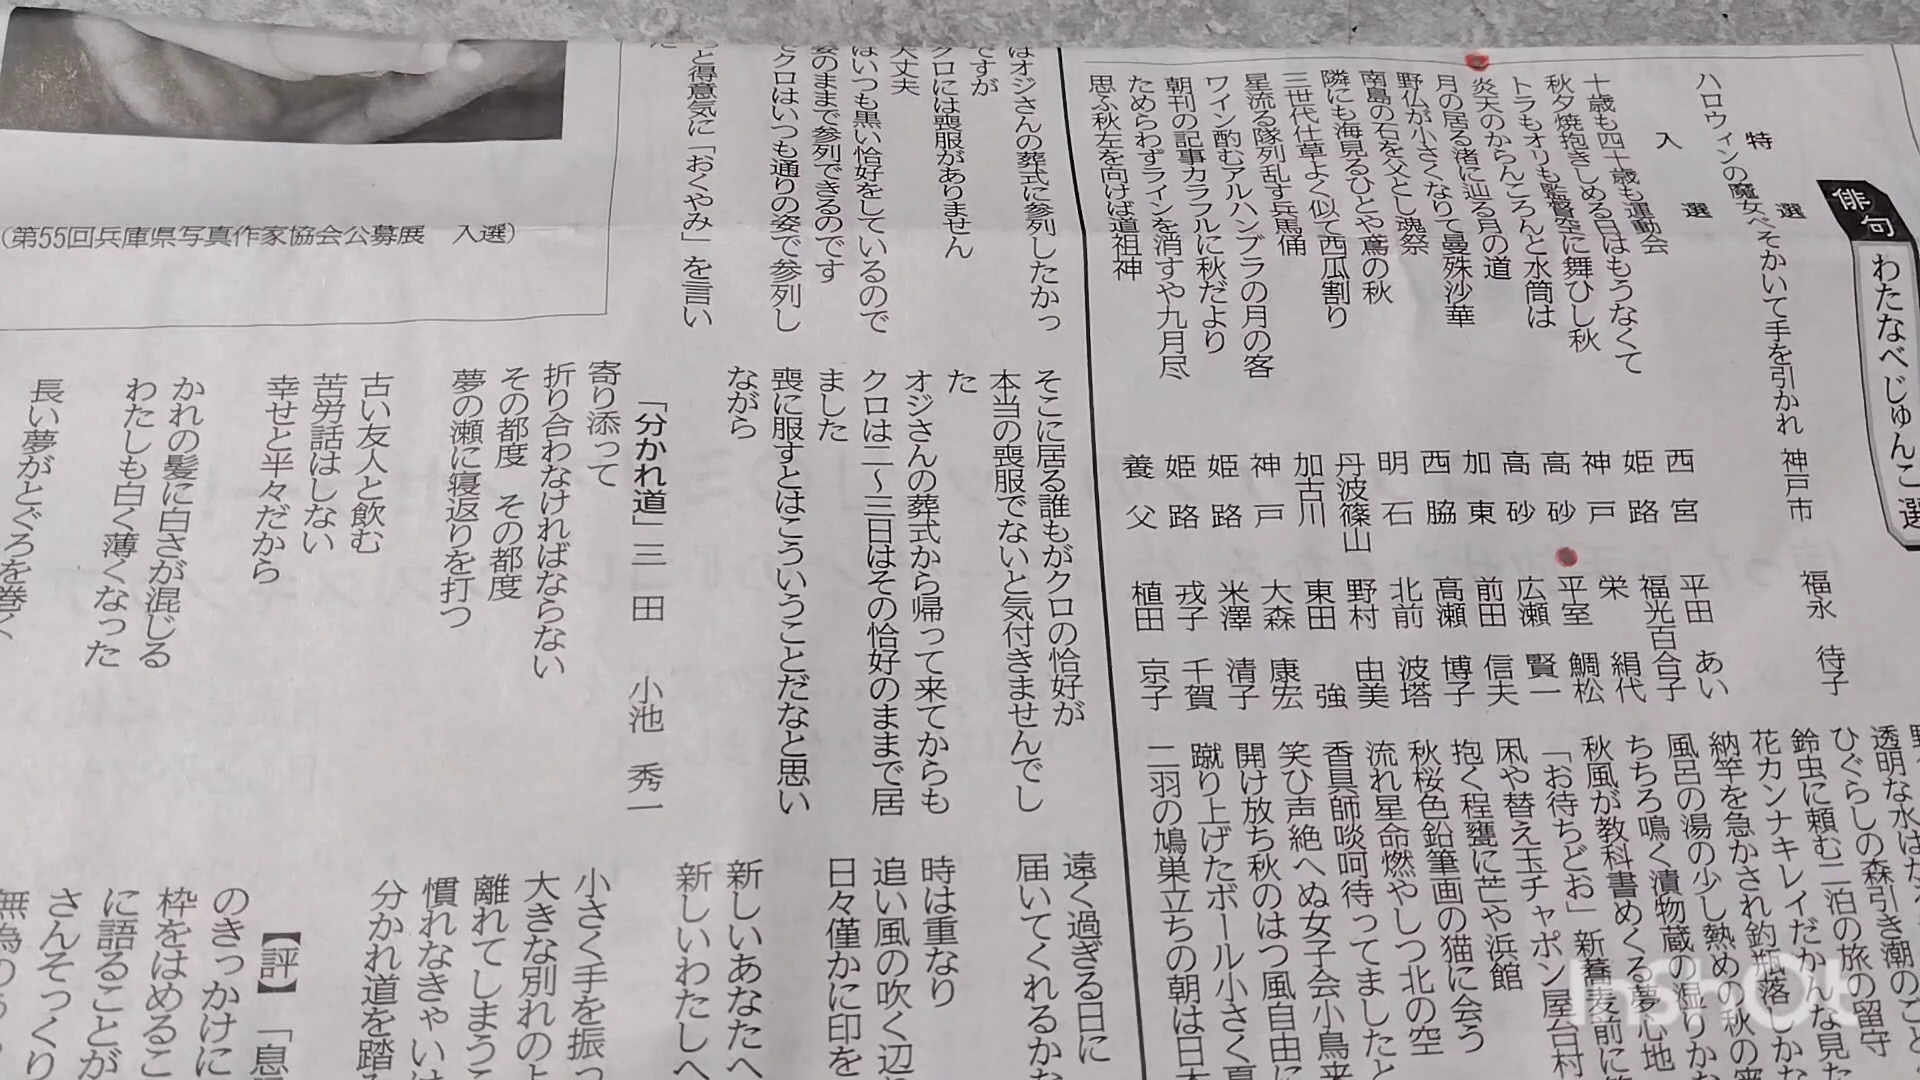 俳句
わたなべじゅんこ 選
特選
ハロウィンの魔女べそかいて手を引かれ 神戸市 福永 待子
入選
十歳も四十歳も運動会 西宮 平田 あい
秋夕焼抱きしめる日はもうなくて 姫路 福光百合子
トラもオリも監督空に舞ひし秋 神戸 栄 絹代
炎天のからんころんと水筒は 高砂 平室 鯛松
月の居る渚に辿る月の道 高砂 広瀬 賢一
野仏が小さくなりて曼殊沙華 加東 前田 信夫
南島の石を父とし魂祭 西脇 高瀬 博子
隣にも海見るひとや鳶の秋 明石 北前 波塔
三世代仕草よく似て西瓜割り 丹波篠山 野村 由美
星流る隊列乱す兵馬俑 加古川 東田 強
ワイン酌むアルハンブラの月の客 神戸 大森 康宏
朝刊の記事カラフルに秋だより 姫路 米澤 清子
ためらわずラインを消すや九月尽 姫路 戎子 千賀
思ふ秋左を向けば道祖神 養父 植田 京子
透明な水はだ
ひぐらしの森引き潮のごと
鈴虫に頼む二泊の旅の留守
花カンナキレイだかんな見た
納竿を急かされ釣瓶落しかな
風呂の湯の少し熱めの秋の
ちちろ鳴く漬物蔵の湿りか
秋風が教科書めくる夢心地
「お待ちどお」新蕎麦前に
凩や替え玉チャポン屋台村
抱く程甕に芒や浜館
秋桜色鉛筆画の猫に会う
流れ星命燃やしつ北の空
香具師啖呵待ってましたと
笑ひ声絶へぬ女子会小鳥来
開け放ち秋のはつ風自由に
蹴り上げたボール小さく夏
二羽の鳩巣立ちの朝は日本
はオジさんの葬式に参列したかっ
ですが
クロには喪服がありません
大丈夫
はいつも黒い恰好をしているので
姿のままで参列できるのです
でクロはいつも通りの姿で参列し
た
っと得意気に「おくやみ」を言い
そこに居る誰もがクロの恰好が
本当の喪服でないと気付きませんでし
た
オジさんの葬式から帰って来てからも
クロは二～三日はその恰好のままで居
ました
喪に服すとはこういうことだなと思い
ながら
「分かれ道」三田 小池 秀一
寄り添って
折り合わなければならない
その都度 その都度
夢の瀬に寝返りを打つ
古い友人と飲む
苦労話はしない
幸せと半々だから
かれの髪に白さが混じる
わたしも白く薄くなった
長い夢がとぐろを巻く
遠く過ぎる日に
届いてくれるかな
時は重なり
追い風の吹く辺り
日々僅かに印を
新しいあなたへ
新しいわたしへ
小さく手を振っ
大きな別れのよ
離れてしまうこ
慣れなきゃいけ
分かれ道を踏
【評】「息
のきっかけに
枠をはめるこ
に語ることが
さんそっくり
無為のう
（第55回兵庫県写真作家協会公募展 入選）
InShOt